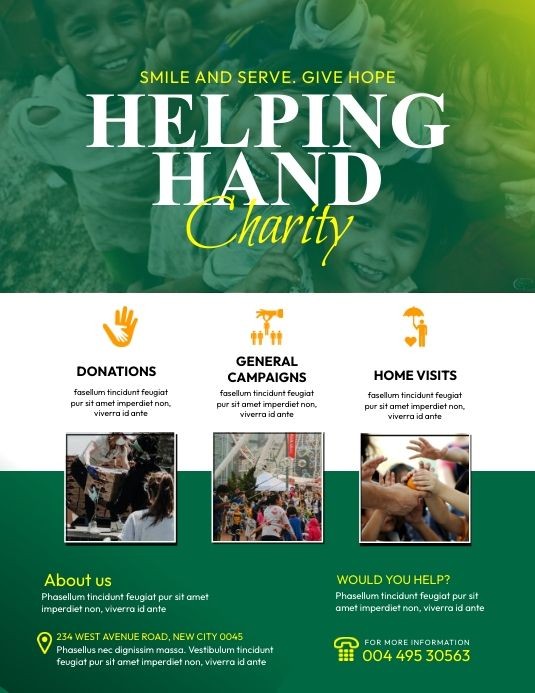 SMILE AND SERVE. GIVE HOPE
HELPING
HAND
Charity
DONATIONS
fasellum tincidunt feugiat
pur sit amet imperdiet non,
viverra id ante
GENERAL
CAMPAIGNS
fasellum tincidunt feugiat
pur sit amet imperdiet non,
viverra id ante
HOME VISITS
fasellum tincidunt feugiat
pur sit amet imperdiet non,
viverra id ante
About us
Phasellum tincidunt feugiat pur sit amet
imperdiet non, viverra id ante
234 WEST AVENUE ROAD, NEW CITY 0045
Phasellus nec dignissim massa. Vestibulum tincidunt
feugiat pur sit amet imperdiet non, viverra id ante
WOULD YOU HELP?
Phasellum tincidunt feugiat pur sit
amet imperdiet non, viverra id ante
FOR MORE INFORMATION
004 495 30563